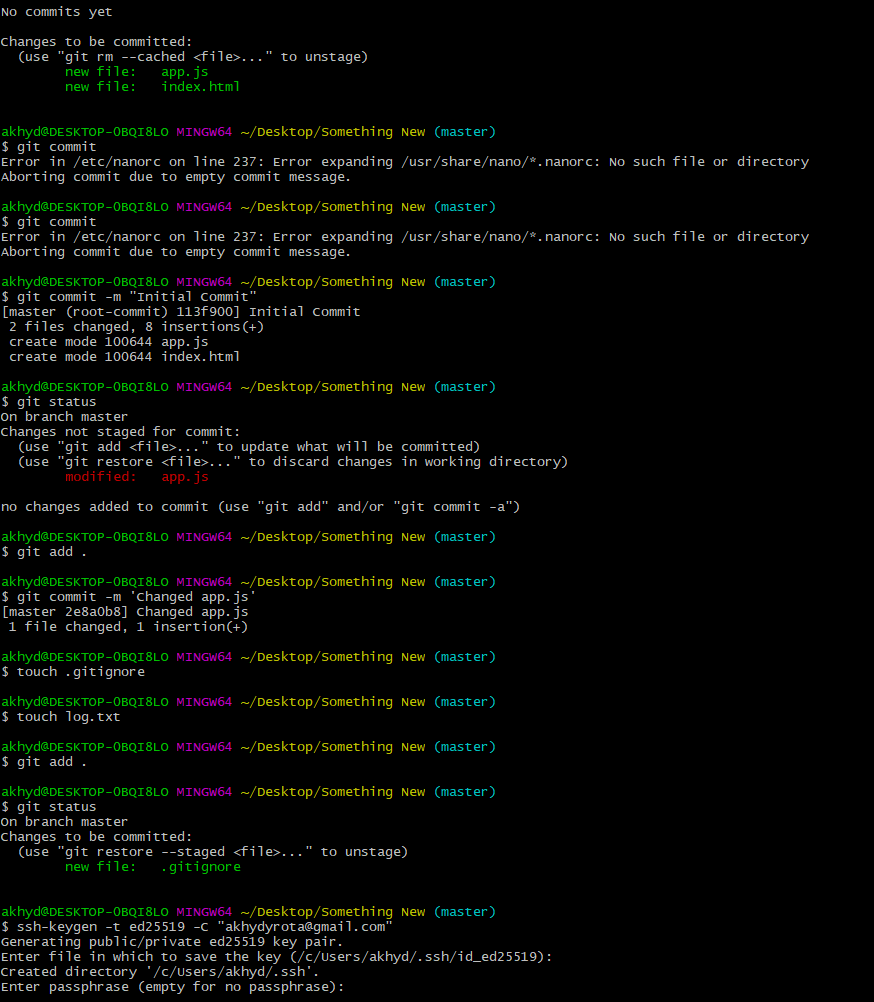 No commits yet
Changes to be committed:
  (use "git rm --cached <file>..." to unstage)
        new file:   app.js
        new file:   index.html
akhyd@DESKTOP-0BQI8LO MINGW64 ~/Desktop/Something New (master)
$ git commit
Error in /etc/nanorc on line 237: Error expanding /usr/share/nano/*.nanorc: No such file or directory
Aborting commit due to empty commit message.
akhyd@DESKTOP-0BQI8LO MINGW64 ~/Desktop/Something New (master)
$ git commit
Error in /etc/nanorc on line 237: Error expanding /usr/share/nano/*.nanorc: No such file or directory
Aborting commit due to empty commit message.
akhyd@DESKTOP-0BQI8LO MINGW64 ~/Desktop/Something New (master)
$ git commit -m "Initial Commit"
[master (root-commit) 113f900] Initial Commit
 2 files changed, 8 insertions(+)
 create mode 100644 app.js
 create mode 100644 index.html
akhyd@DESKTOP-0BQI8LO MINGW64 ~/Desktop/Something New (master)
$ git status
On branch master
Changes not staged for commit:
  (use "git add <file>..." to update what will be committed)
  (use "git restore <file>..." to discard changes in working directory)
        modified:   app.js
no changes added to commit (use "git add" and/or "git commit -a")
akhyd@DESKTOP-0BQI8LO MINGW64 ~/Desktop/Something New (master)
$ git add .
akhyd@DESKTOP-0BQI8LO MINGW64 ~/Desktop/Something New (master)
$ git commit -m 'Changed app.js'
[master 2e8a0b8] Changed app.js
 1 file changed, 1 insertion(+)
akhyd@DESKTOP-0BQI8LO MINGW64 ~/Desktop/Something New (master)
$ touch .gitignore
akhyd@DESKTOP-0BQI8LO MINGW64 ~/Desktop/Something New (master)
$ touch log.txt
akhyd@DESKTOP-0BQI8LO MINGW64 ~/Desktop/Something New (master)
$ git add .
akhyd@DESKTOP-0BQI8LO MINGW64 ~/Desktop/Something New (master)
$ git status
On branch master
Changes to be committed:
  (use "git restore --staged <file>..." to unstage)
        new file:   .gitignore
akhyd@DESKTOP-0BQI8LO MINGW64 ~/Desktop/Something New (master)
$ ssh-keygen -t ed25519 -C "akhydyrota@gmail.com"
Generating public/private ed25519 key pair.
Enter file in which to save the key (/c/Users/akhyd/.ssh/id_ed25519):
Created directory '/c/Users/akhyd/.ssh'.
Enter passphrase (empty for no passphrase):